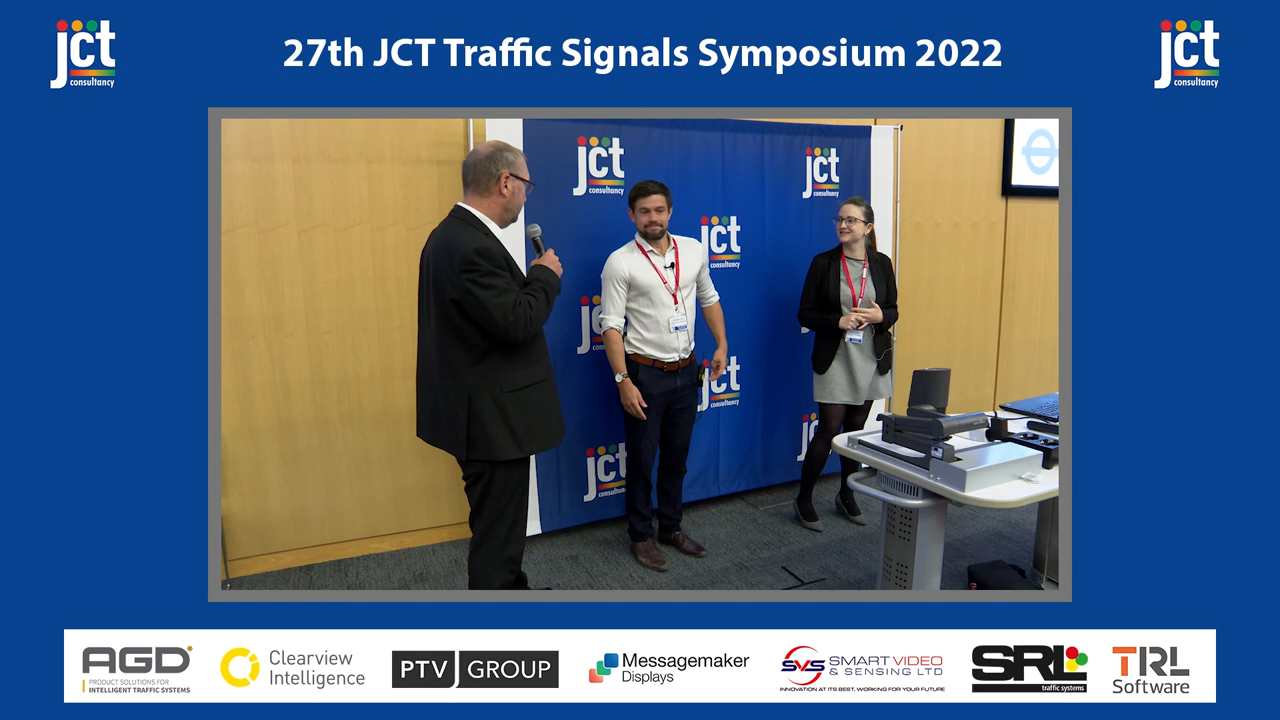 jct
consultancy
27th JCT Traffic Signals Symposium 2022
jct
consultancy
jct
consultancy
jct
consultancy
jct
consultancy
jct
consultancy
jct
consultancy
AGD
PRODUCT SOLUTIONS FOR
INTELLIGENT TRAFFIC SYSTEMS
Clearview
Intelligence
PTV GROUP
Messagemaker
Displays
SVS SMART VIDEO
& SENSING LTD
INNOVATION AT ITS BEST, WORKING FOR YOUR FUTURE
SRL
traffic systems
TRL
Software